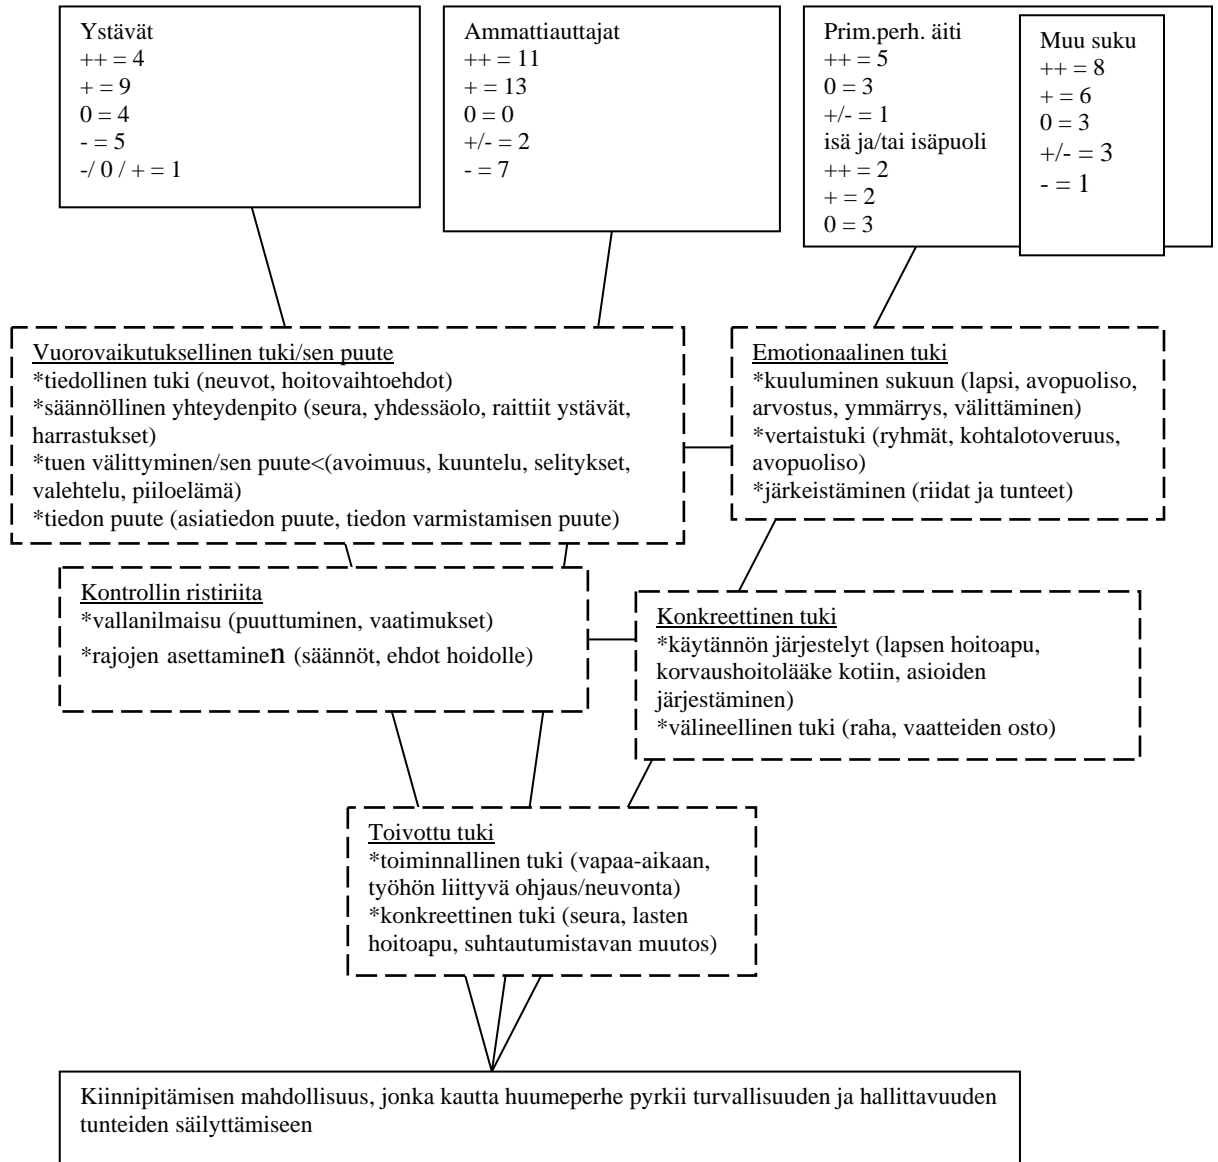 Ystävät
++ = 4
+ = 9
0 = 4
- = 5
-/ 0 / + = 1
Ammattiauttajat
++ = 11
+ = 13
0 = 0
+/- = 2
- = 7
Prim.perh. äiti
++ = 5
0 = 3
+/- = 1
isä ja/tai isäpuoli
++ = 2
+ = 2
0 = 3
Muu suku
++ = 8
+ = 6
0 = 3
+/- = 3
- = 1
Vuorovaikutuksellinen tuki/sen puute
*tiedollinen tuki (neuvot, hoitovaihtoehdot)
*säännöllinen yhteydenpito (seura, yhdessäolo, raittiit ystävät,
harrastukset)
*tuen välittyminen/sen puute<(avoimuus, kuuntelu, selitykset,
valehtelu, piiloelämä)
*tiedon puute (asiatiedon puute, tiedon varmistamisen puute)
Emotionaalinen tuki
*kuuluminen sukuun (lapsi, avopuoliso,
arvostus, ymmärrys, välittäminen)
*vertaistuki (ryhmät, kohtalotoveruus,
avopuoliso)
*järkeistäminen (riidat ja tunteet)
Kontrollin ristiriita
*vallanilmaisu (puuttuminen, vaatimukset)
*rajojen asettaminen (säännöt, ehdot hoidolle)
Konkreettinen tuki
*käytännön järjestelyt (lapsen hoitoapu,
korvaushoitolääke kotiin, asioiden
järjestäminen)
*välineellinen tuki (raha, vaatteiden osto)
Toivottu tuki
*toiminnallinen tuki (vapaa-aikaan,
työhön liittyvä ohjaus/neuvonta)
*konkreettinen tuki (seura, lasten
hoitoapu, suhtautumistavan muutos)
Kiinnipitämisen mahdollisuus, jonka kautta huumeperhe pyrkii turvallisuuden ja hallittavuuden
tunteiden säilyttämiseen